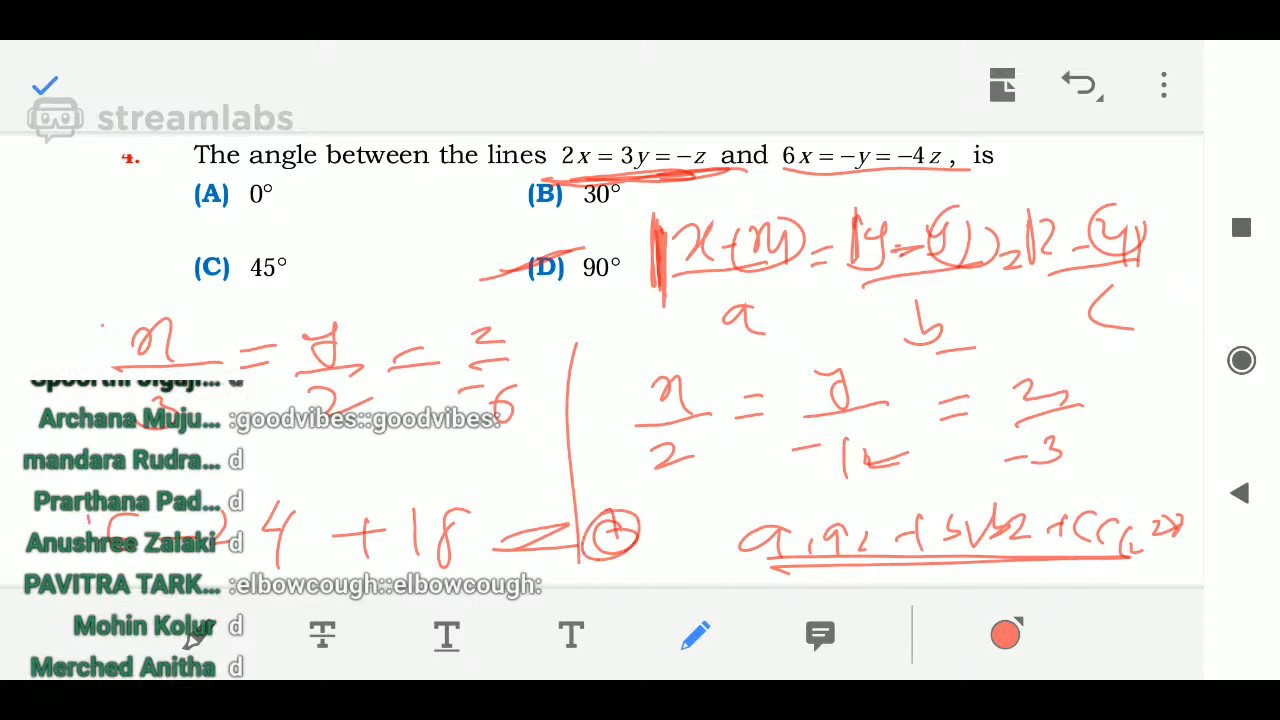 streamlabs
4. The angle between the lines 2x = 3y = −z and 6x = −y = −4z, is
(A) 0° (B) 30°
(C) 45° (D) 90°
a b c
x/3 = y/2 = z/-6
x/2 = y/-12 = z/-3
Archana Muju... :goodvibes::goodvibes:
mandara Rudra... d
Prarthana Pad... d
6 - 24 + 18 =
Anushree Zalaki d
PAVITRA TARK... :elbowcough::elbowcough:
Mohin Kolur d
Merched Anitha d
T T T